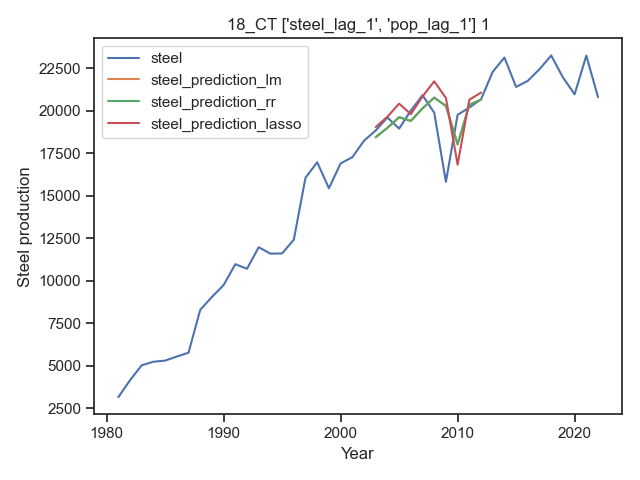 18_CT ['steel_lag_1', 'pop_lag_1'] 1
steel
steel_prediction_lm
steel_prediction_rr
steel_prediction_lasso
22500
20000
17500
15000
12500
10000
7500
5000
2500
Steel production
1980
1990
2000
2010
2020
Year